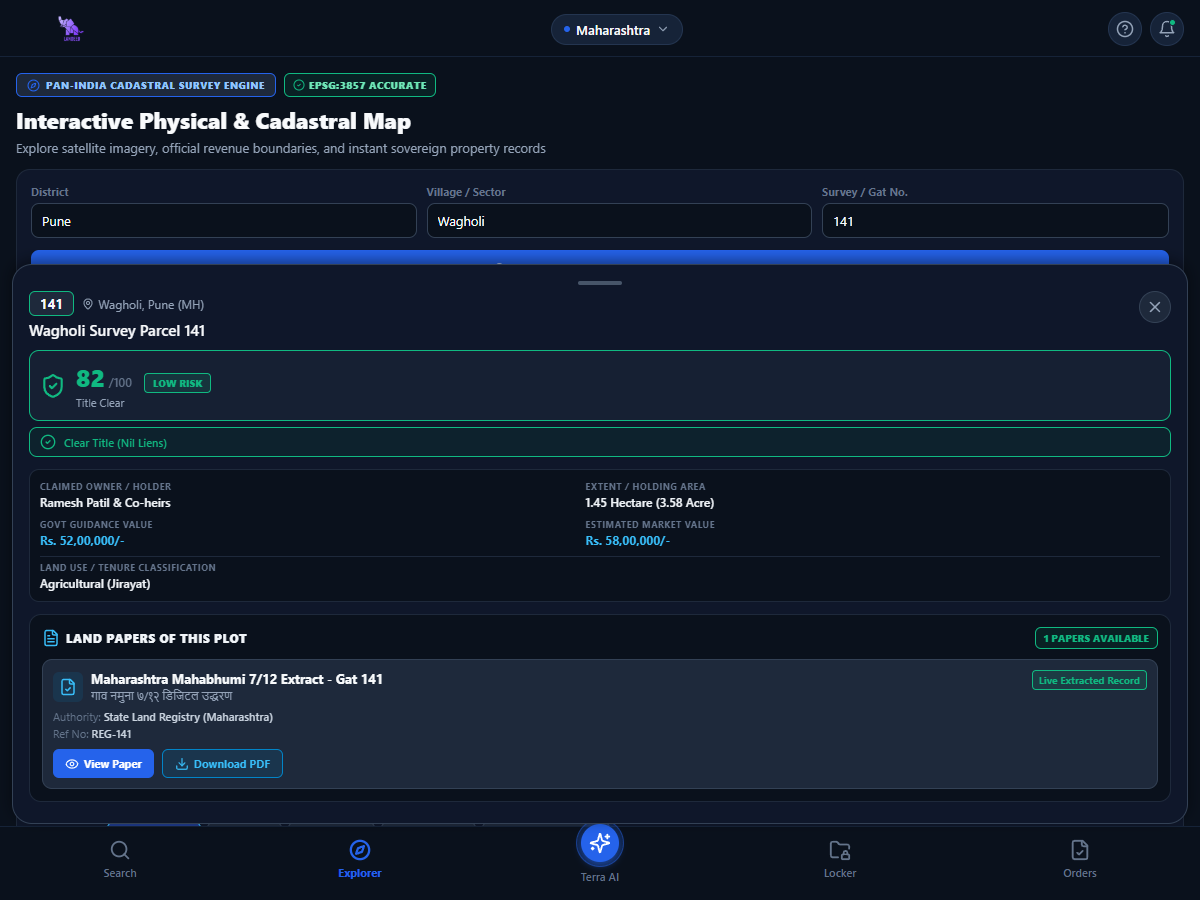 LANDEED
Maharashtra
PAN-INDIA CADASTRAL SURVEY ENGINE
EPSG:3857 ACCURATE
Interactive Physical & Cadastral Map
Explore satellite imagery, official revenue boundaries, and instant sovereign property records
District
Village / Sector
Survey / Gat No.
Pune
Wagholi
141
141
Wagholi, Pune (MH)
Wagholi Survey Parcel 141
82 /100
LOW RISK
Title Clear
Clear Title (Nil Liens)
CLAIMED OWNER / HOLDER
Ramesh Patil & Co-heirs
EXTENT / HOLDING AREA
1.45 Hectare (3.58 Acre)
GOVT GUIDANCE VALUE
Rs. 52,00,000/-
ESTIMATED MARKET VALUE
Rs. 58,00,000/-
LAND USE / TENURE CLASSIFICATION
Agricultural (Jirayat)
LAND PAPERS OF THIS PLOT
1 PAPERS AVAILABLE
Maharashtra Mahabhumi 7/12 Extract - Gat 141
Live Extracted Record
गाव नमुना ७/१२ डिजिटल उद्धरण
Authority: State Land Registry (Maharashtra)
Ref No: REG-141
View Paper
Download PDF
Search
Explorer
Terra AI
Locker
Orders